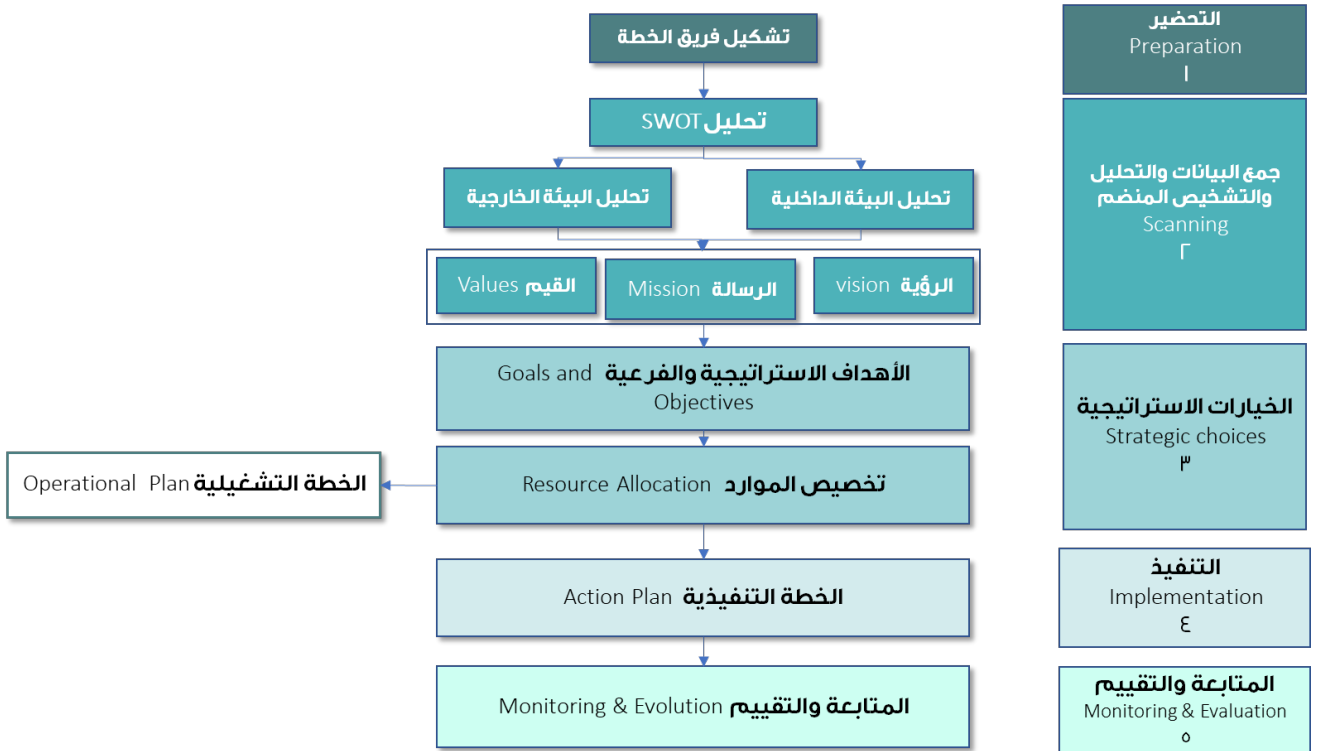 تشكيل فريق الخطة
تحليل SWOT
تحليل البيئة الداخلية
تحليل البيئة الخارجية
الرؤية vision
الرسالة Mission
القيم Values
الأهداف الاستراتيجية والفرعية Goals and
Objectives
تخصيص الموارد Resource Allocation
الخطة التشغيلية Operational Plan
الخطة التنفيذية Action Plan
المتابعة والتقييم Monitoring & Evolution
التحضير
Preparation
١
جمع البيانات والتحليل
والتشخيص المنضم
Scanning
٢
الخيارات الاستراتيجية
Strategic choices
٣
التنفيذ
Implementation
٤
المتابعة والتقييم
Monitoring & Evaluation
٥